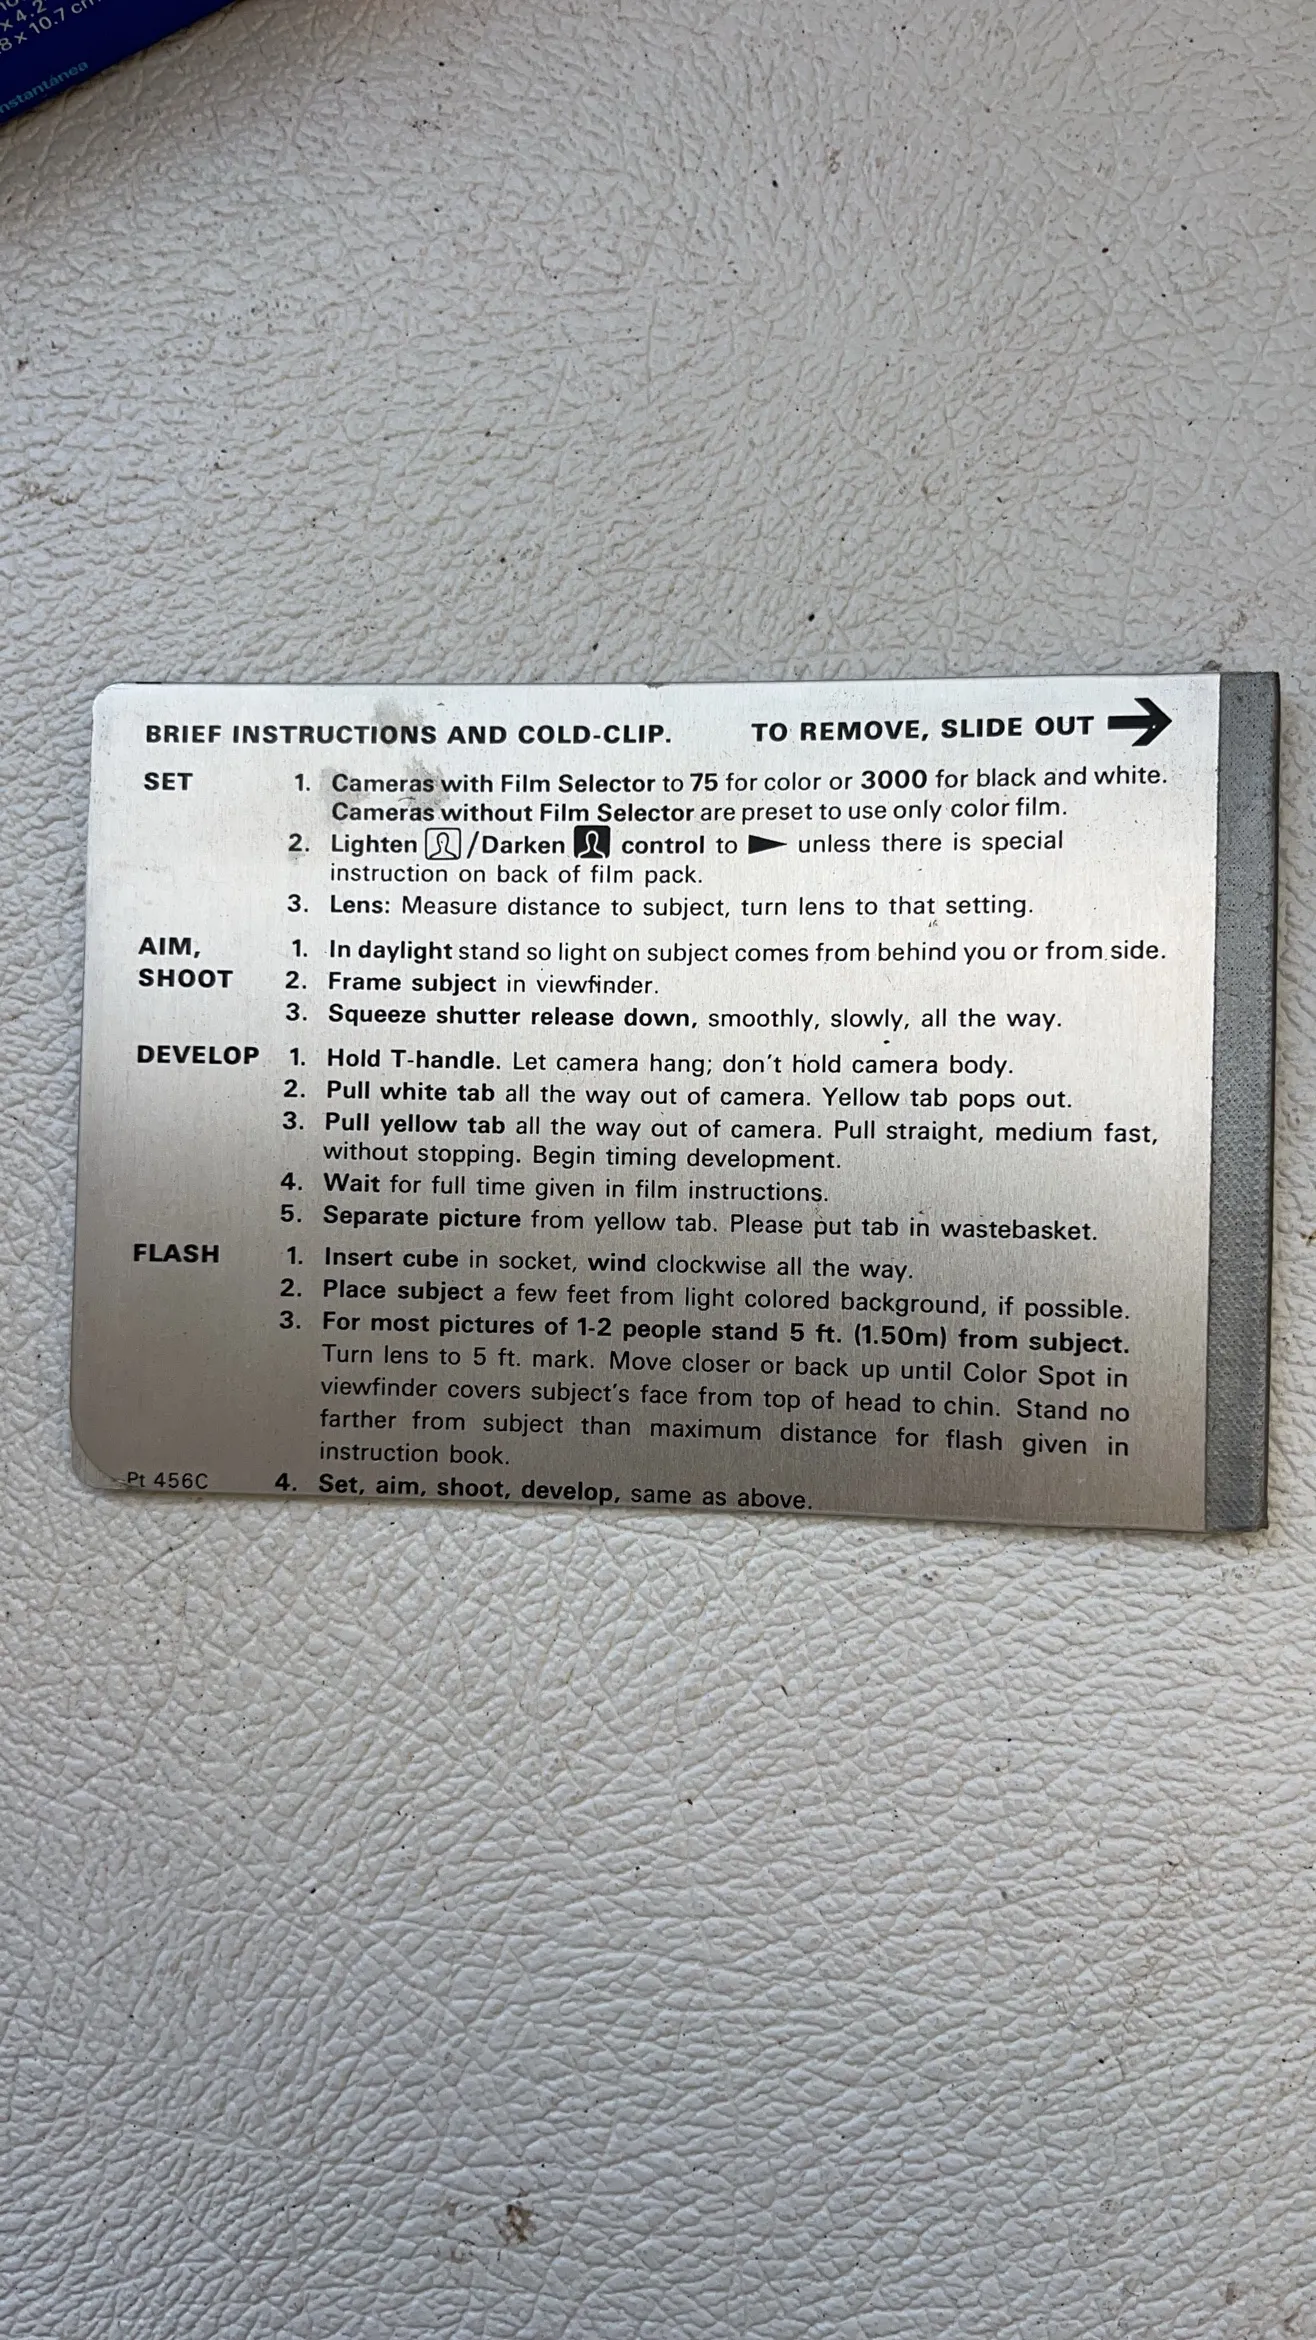 x 4.2
8 x 10.7 cm
nstantánea
BRIEF INSTRUCTIONS AND COLD-CLIP. TO REMOVE, SLIDE OUT
SET 1. Cameras with Film Selector to 75 for color or 3000 for black and white.
Cameras without Film Selector are preset to use only color film.
2. Lighten /Darken control to unless there is special
instruction on back of film pack.
3. Lens: Measure distance to subject, turn lens to that setting.
AIM, 1. In daylight stand so light on subject comes from behind you or from side.
SHOOT 2. Frame subject in viewfinder.
3. Squeeze shutter release down, smoothly, slowly, all the way.
DEVELOP 1. Hold T-handle. Let camera hang; don't hold camera body.
2. Pull white tab all the way out of camera. Yellow tab pops out.
3. Pull yellow tab all the way out of camera. Pull straight, medium fast,
without stopping. Begin timing development.
4. Wait for full time given in film instructions.
5. Separate picture from yellow tab. Please put tab in wastebasket.
FLASH 1. Insert cube in socket, wind clockwise all the way.
2. Place subject a few feet from light colored background, if possible.
3. For most pictures of 1-2 people stand 5 ft. (1.50m) from subject.
Turn lens to 5 ft. mark. Move closer or back up until Color Spot in
viewfinder covers subject's face from top of head to chin. Stand no
farther from subject than maximum distance for flash given in
instruction book.
Pt 456C 4. Set, aim, shoot, develop, same as above.